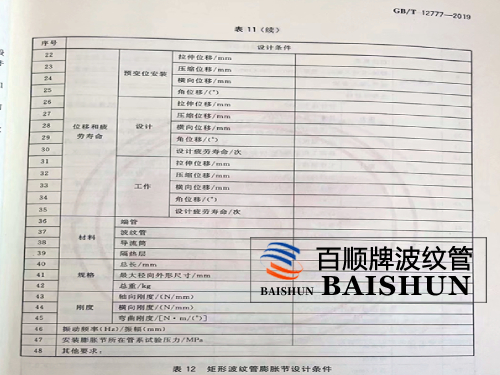 GB/T 12777—2019
表 11 (续)
序号 设计条件
22 位移和疲劳寿命 预变位安装 拉伸位移/mm
23 压缩位移/mm
24 横向位移/mm
25 角位移/(°)
26 设计 拉伸位移/mm
27 压缩位移/mm
28 横向位移/mm
29 角位移/(°)
30 设计疲劳寿命/次
31 工作 拉伸位移/mm
32 压缩位移/mm
33 横向位移/mm
34 角位移/(°)
35 设计疲劳寿命/次
36 材料 端管
37 波纹管
38 导流筒
39 隔热层
40 规格 总长/mm
41 最大径向外形尺寸/mm
42 总重/kg
43 刚度 轴向刚度/(N/mm)
44 横向刚度/(N/mm)
45 弯曲刚度/[N·m/(°)]
46 振动频率(Hz)/振幅(mm)
47 安装膨胀节所在管系试验压力/MPa
48 其他要求:
表 12 矩形波纹管膨胀节设计条件
百顺牌波纹管
BAISHUN BAISHUN